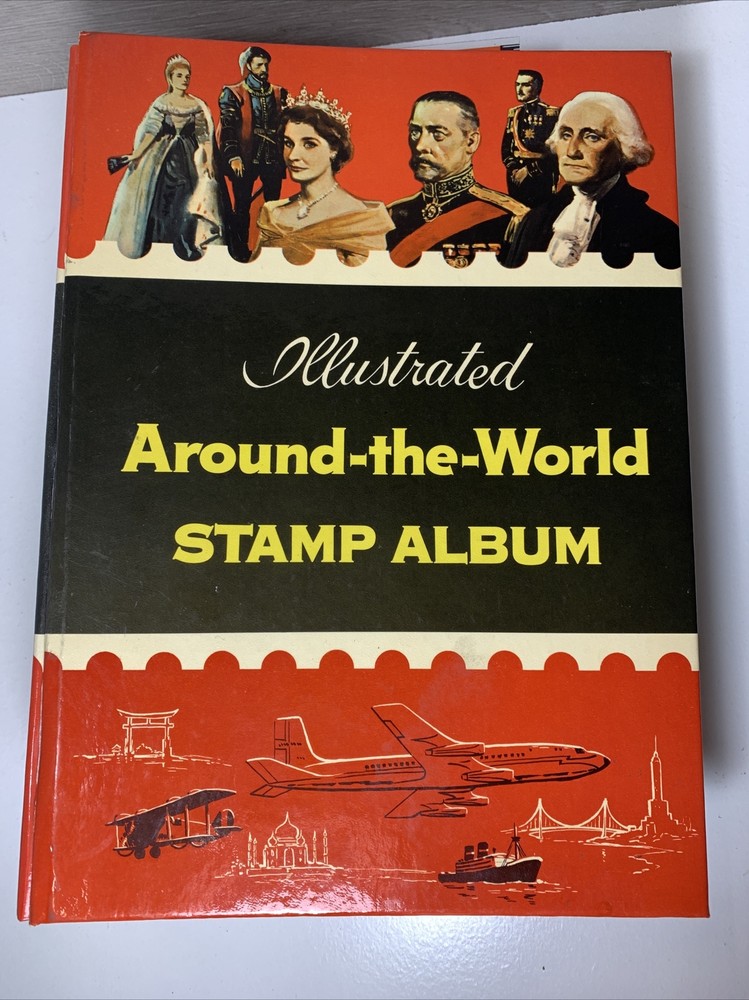 Illustrated
Around-the-World
STAMP ALBUM